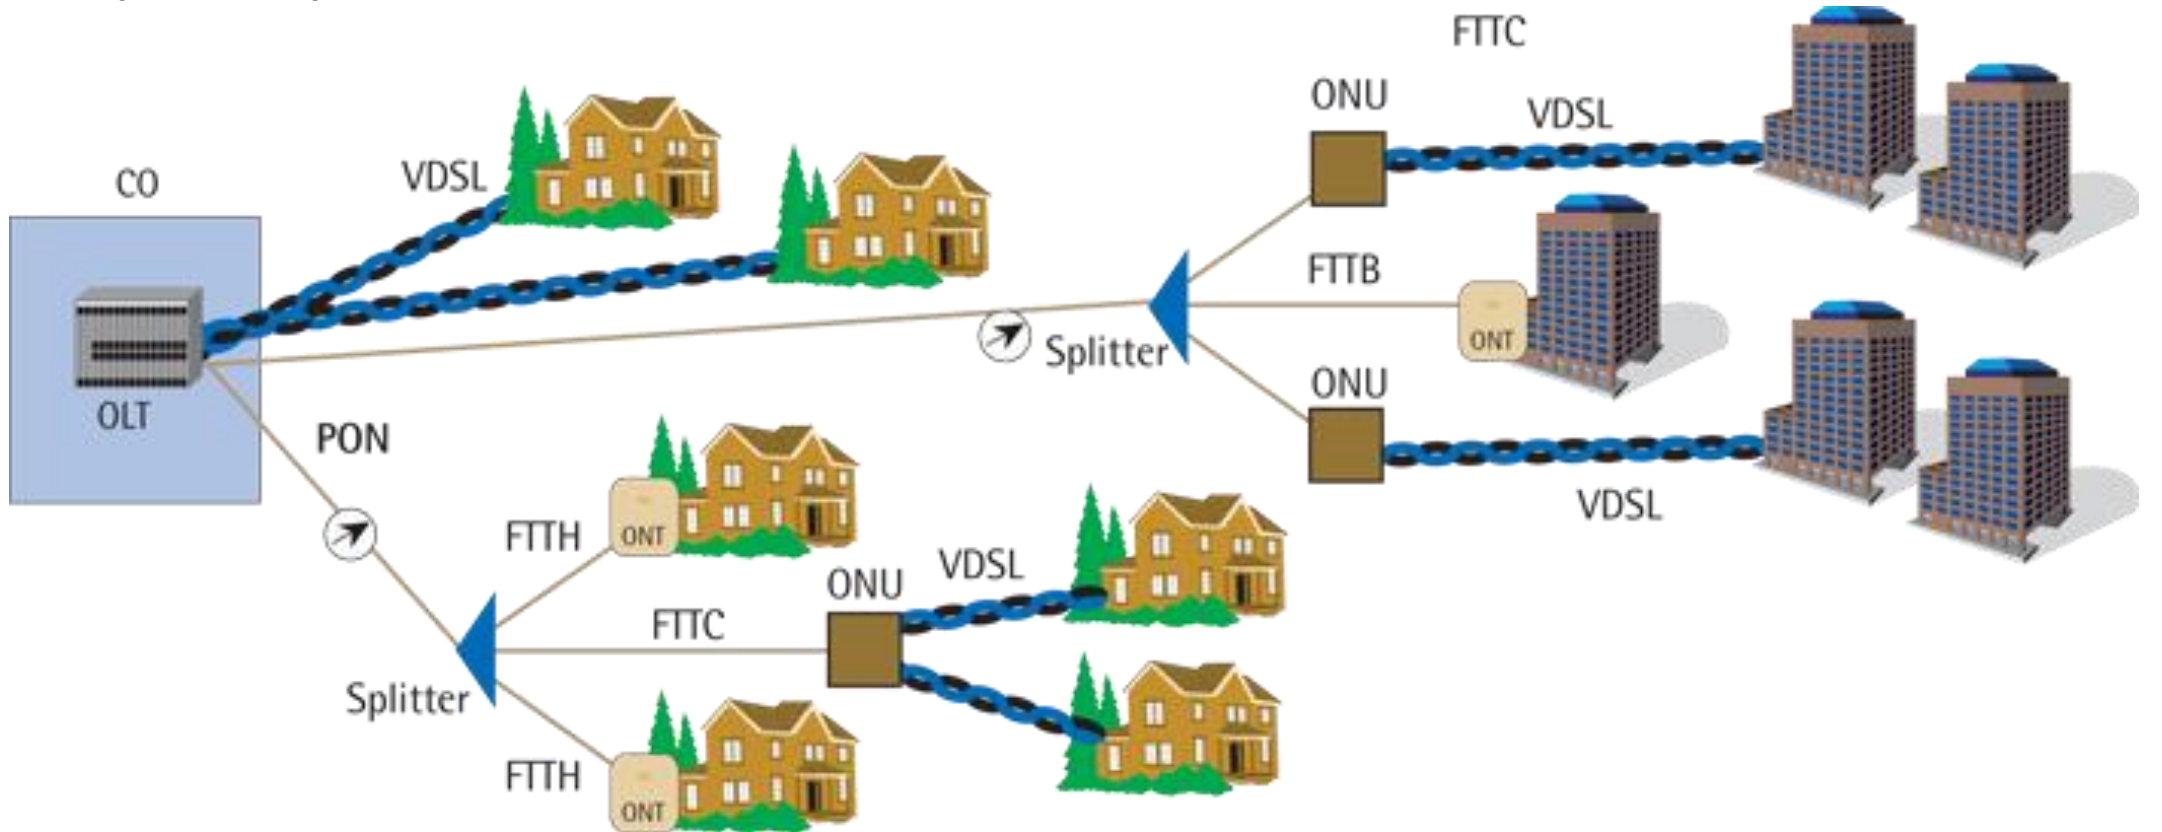 FTTC
ONU
VDSL
CO
VDSL
FTTB
ONT
Splitter
ONU
OLT
PON
VDSL
ONT
FTTH
ONU
VDSL
FTTC
Splitter
FTTH
ONT